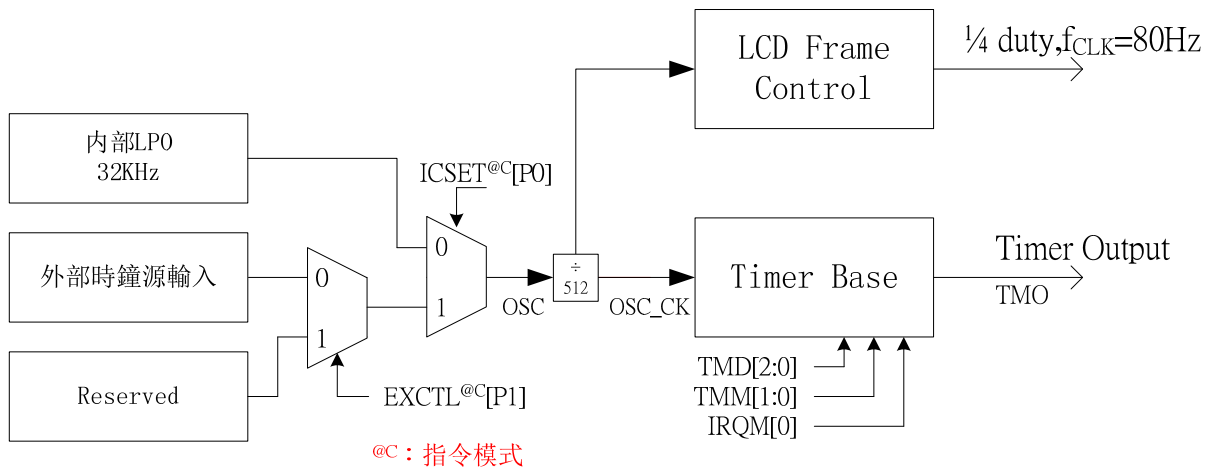 LCD Frame
Control
¼ duty,fCLK=80Hz
内部LPO
32KHz
ICSET@C[P0]
0
1
外部時鐘源輸入
0
1
OSC
÷
512
OSC_CK
Timer Base
Timer Output
TMO
Reserved
EXCTL@C[P1]
TMD[2:0]
TMM[1:0]
IRQM[0]
@C：指令模式